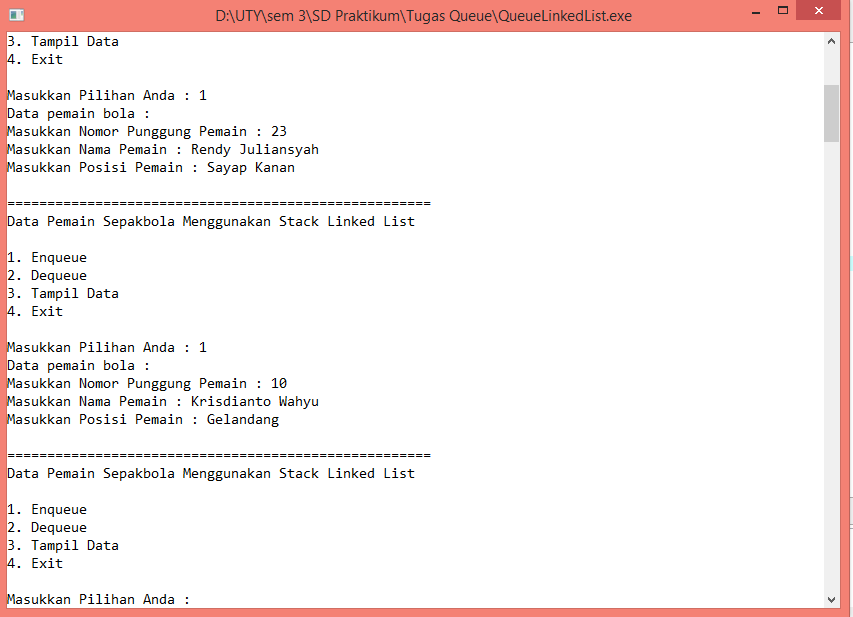 D:\UTY\sem 3\SD Praktikum\Tugas Queue\QueueLinkedList.exe
3. Tampil Data
4. Exit
Masukkan Pilihan Anda : 1
Data pemain bola :
Masukkan Nomor Punggung Pemain : 23
Masukkan Nama Pemain : Rendy Juliansyah
Masukkan Posisi Pemain : Sayap Kanan
=====================================================
Data Pemain Sepakbola Menggunakan Stack Linked List
1. Enqueue
2. Dequeue
3. Tampil Data
4. Exit
Masukkan Pilihan Anda : 1
Data pemain bola :
Masukkan Nomor Punggung Pemain : 10
Masukkan Nama Pemain : Krisdianto Wahyu
Masukkan Posisi Pemain : Gelandang
=====================================================
Data Pemain Sepakbola Menggunakan Stack Linked List
1. Enqueue
2. Dequeue
3. Tampil Data
4. Exit
Masukkan Pilihan Anda :